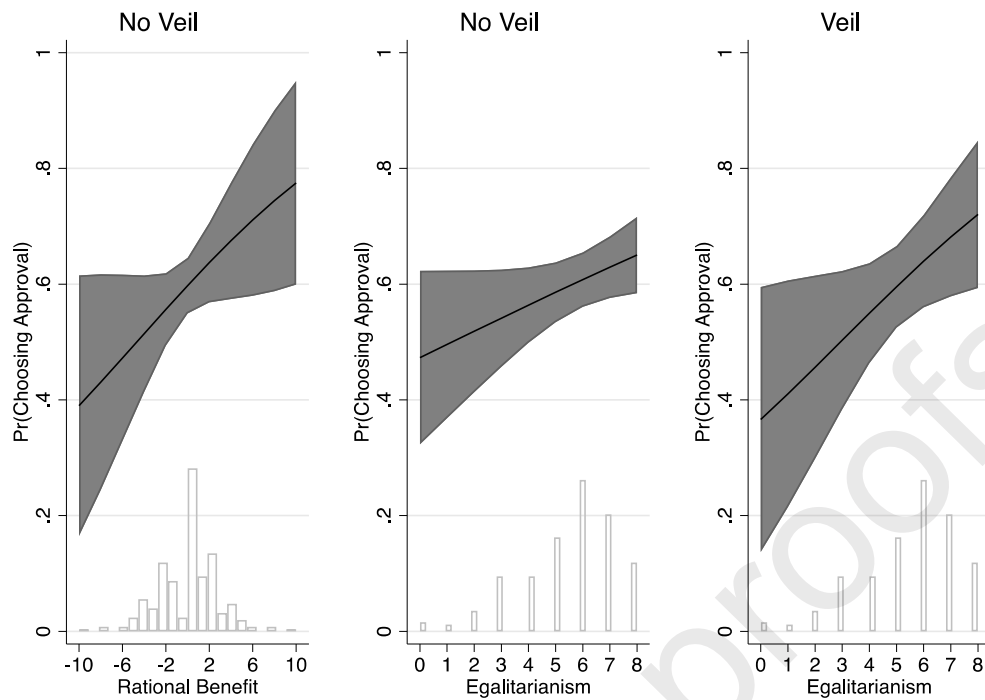 No Veil
No Veil
Veil
Pr(Choosing Approval)
1
.8
.6
.4
.2
0
-10 -6 -2 2 6 10
Rational Benefit
Pr(Choosing Approval)
1
.8
.6
.4
.2
0
0 1 2 3 4 5 6 7 8
Egalitarianism
Pr(Choosing Approval)
1
.8
.6
.4
.2
0
0 1 2 3 4 5 6 7 8
Egalitarianism
proofs